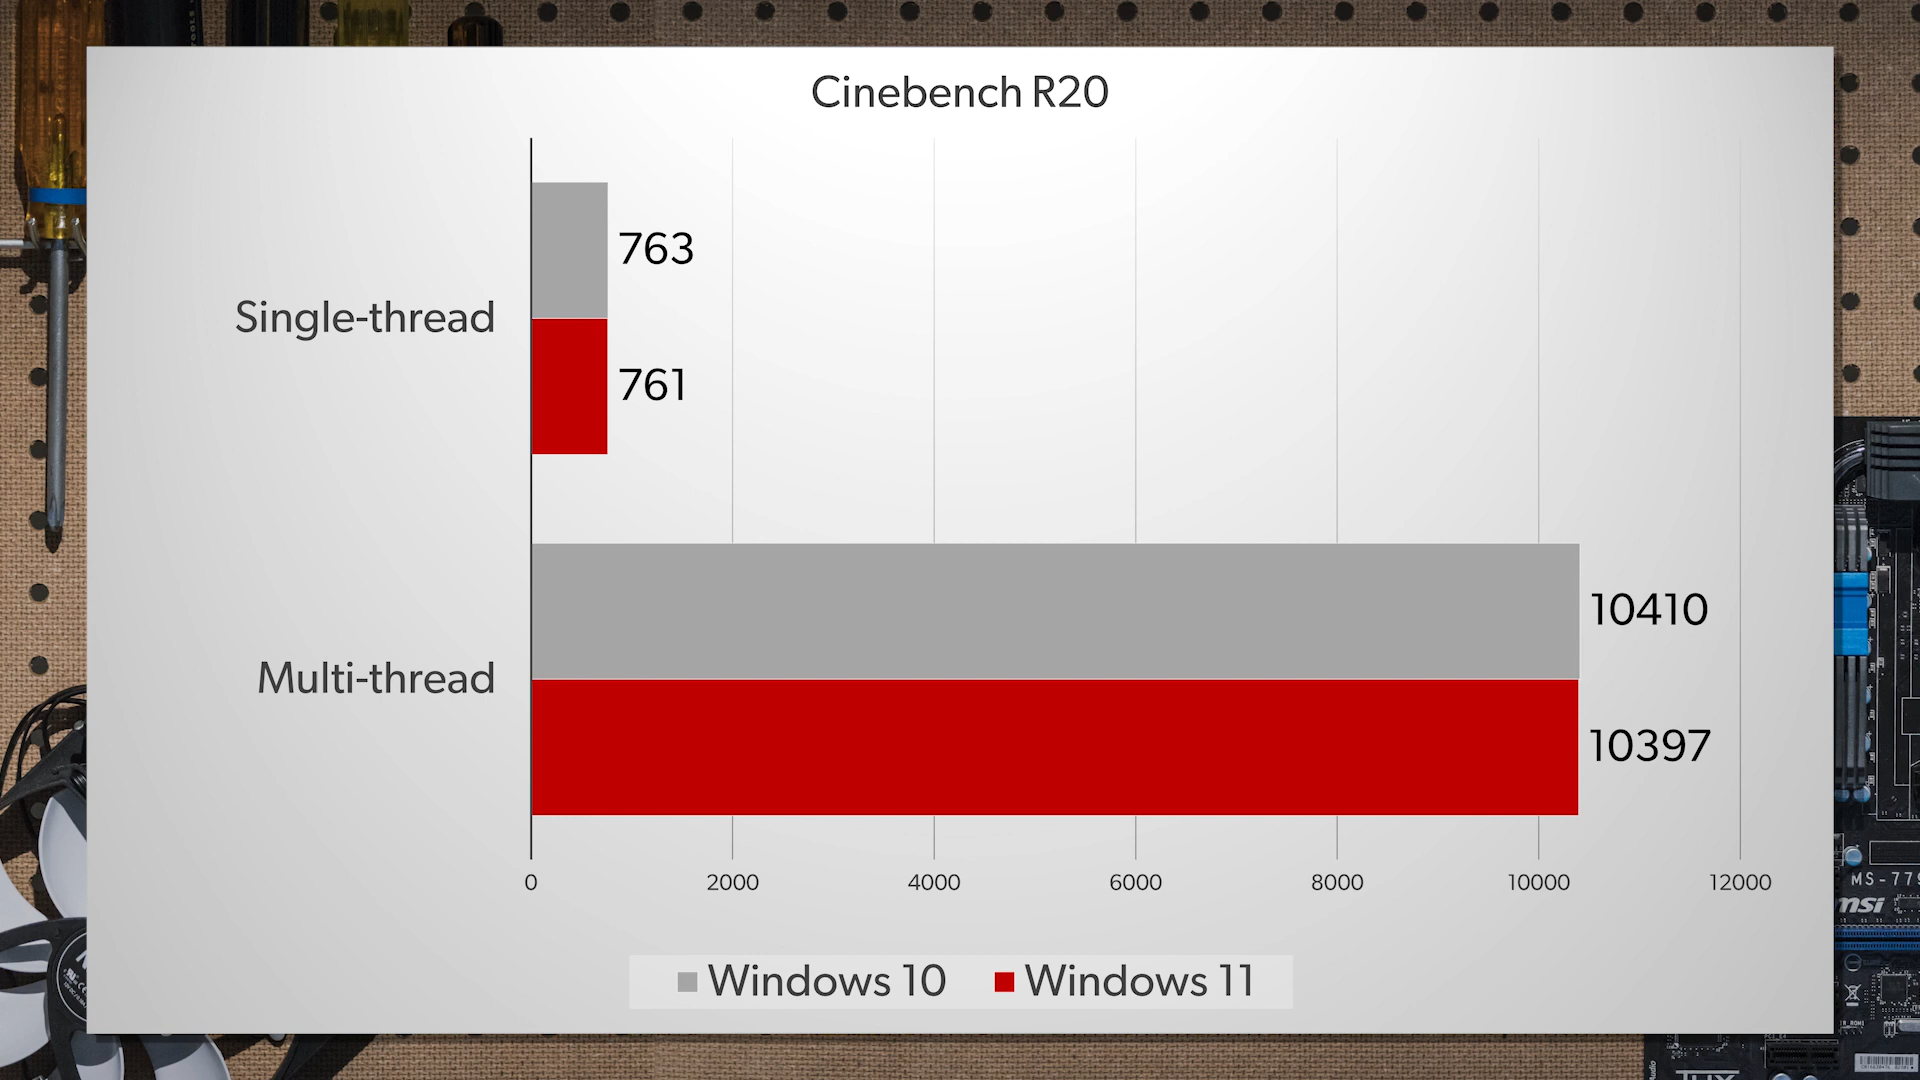 Cinebench R20
Single-thread
763
761
Multi-thread
10410
10397
0 2000 4000 6000 8000 10000 12000
Windows 10 Windows 11
MS-779
msi